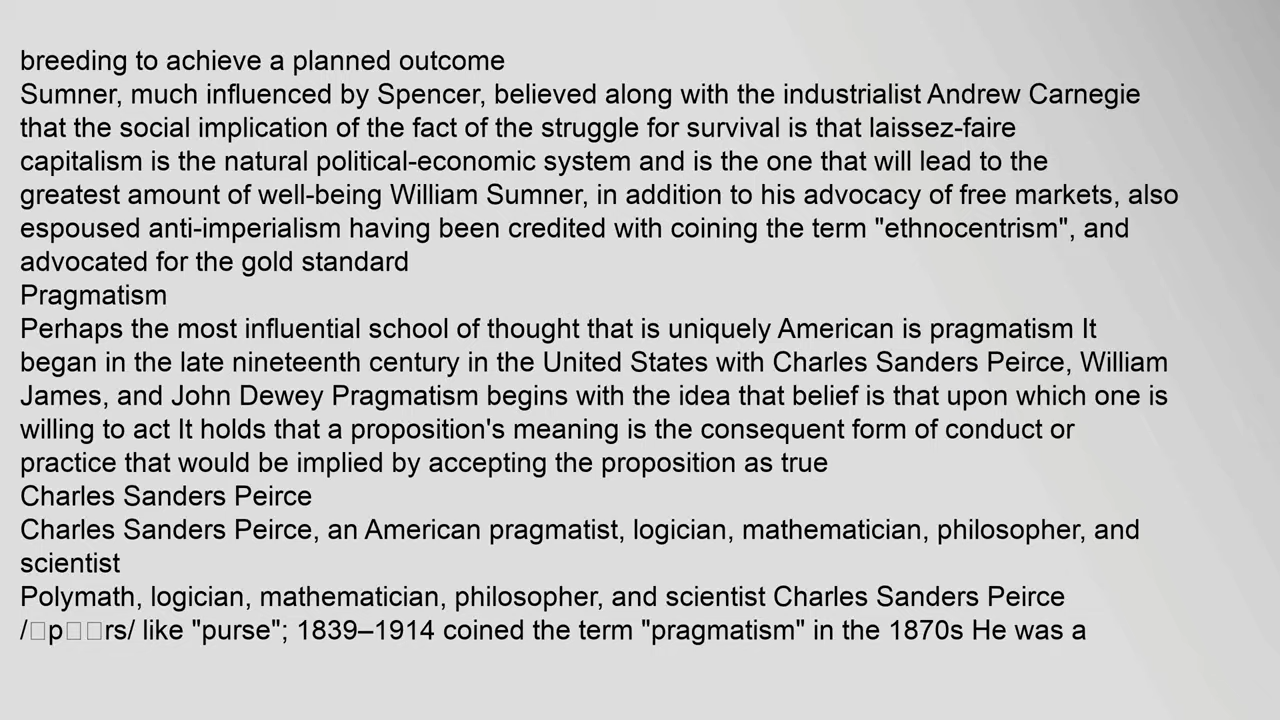 breeding to achieve a planned outcome
Sumner, much influenced by Spencer, believed along with the industrialist Andrew Carnegie
that the social implication of the fact of the struggle for survival is that laissez-faire
capitalism is the natural political-economic system and is the one that will lead to the
greatest amount of well-being William Sumner, in addition to his advocacy of free markets, also
espoused anti-imperialism having been credited with coining the term "ethnocentrism", and
advocated for the gold standard
Pragmatism
Perhaps the most influential school of thought that is uniquely American is pragmatism It
began in the late nineteenth century in the United States with Charles Sanders Peirce, William
James, and John Dewey Pragmatism begins with the idea that belief is that upon which one is
willing to act It holds that a proposition's meaning is the consequent form of conduct or
practice that would be implied by accepting the proposition as true
Charles Sanders Peirce
Charles Sanders Peirce, an American pragmatist, logician, mathematician, philosopher, and
scientist
Polymath, logician, mathematician, philosopher, and scientist Charles Sanders Peirce
/□p□□rs/ like "purse"; 1839–1914 coined the term "pragmatism" in the 1870s He was a